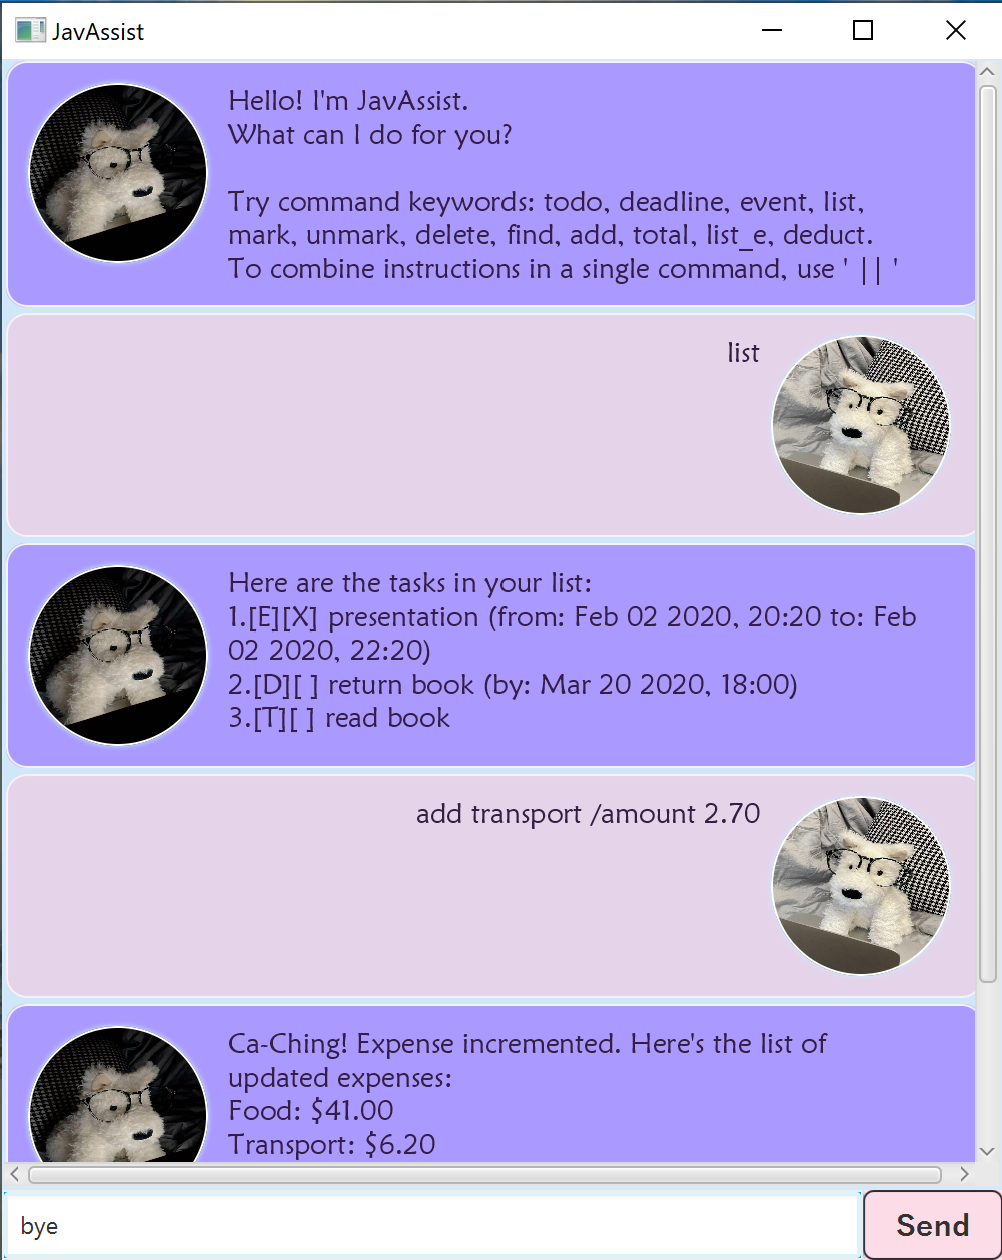 JavAssist
Hello! I'm JavAssist.
What can I do for you?
Try command keywords: todo, deadline, event, list,
mark, unmark, delete, find, add, total, list_e, deduct.
To combine instructions in a single command, use ' || '
list
Here are the tasks in your list:
1.[E][X] presentation (from: Feb 02 2020, 20:20 to: Feb
02 2020, 22:20)
2.[D][ ] return book (by: Mar 20 2020, 18:00)
3.[T][ ] read book
add transport /amount 2.70
Ca-Ching! Expense incremented. Here's the list of
updated expenses:
Food: $41.00
Transport: $6.20
bye
Send